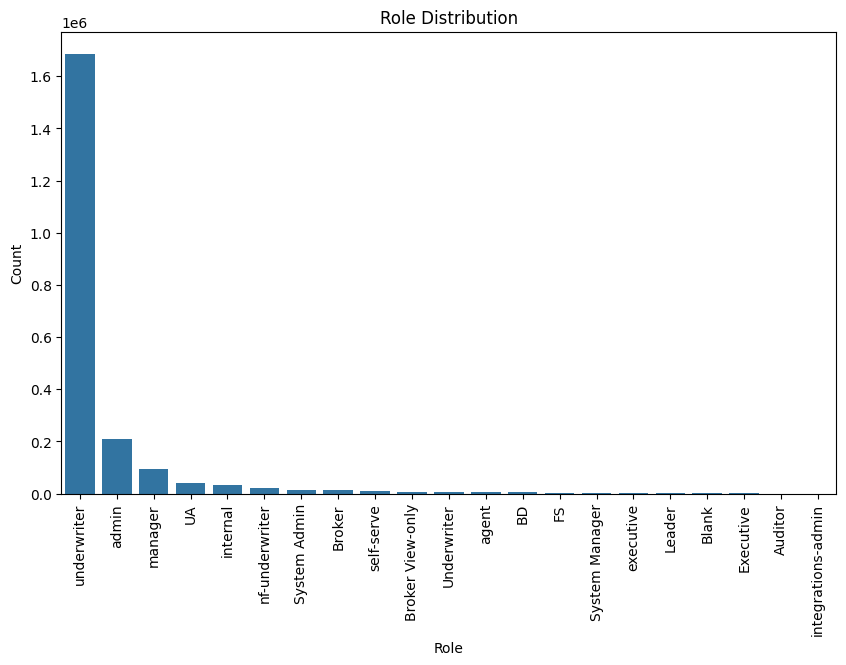 Role Distribution
1e6
1.6
1.4
1.2
1.0
0.8
0.6
0.4
0.2
0.0
Count
underwriter
admin
manager
UA
internal
nf-underwriter
System Admin
Broker
self-serve
Broker View-only
Underwriter
agent
BD
FS
System Manager
executive
Leader
Blank
Executive
Auditor
integrations-admin
Role